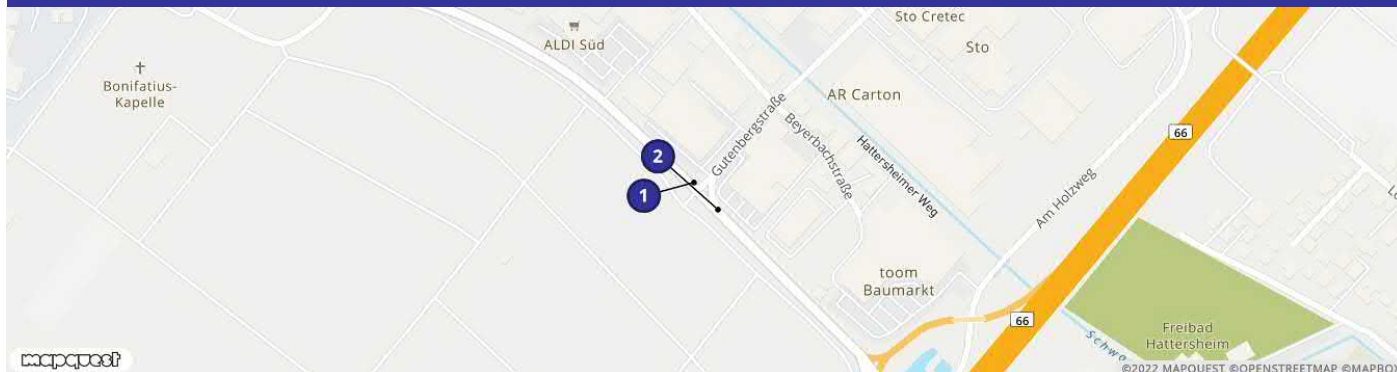 Sto Cretec
ALDI Süd
Sto
Bonifatius-
Kapelle
AR Carton
Gutenbergstraße
Beyerbachstraße
66
2
Hattersheimer Weg
1
Am Holzweg
toom
Baumarkt
66
Freibad
Hattersheim
mapquest
©2022 MAPQUEST ©OPENSTREETMAP ©MAPBO